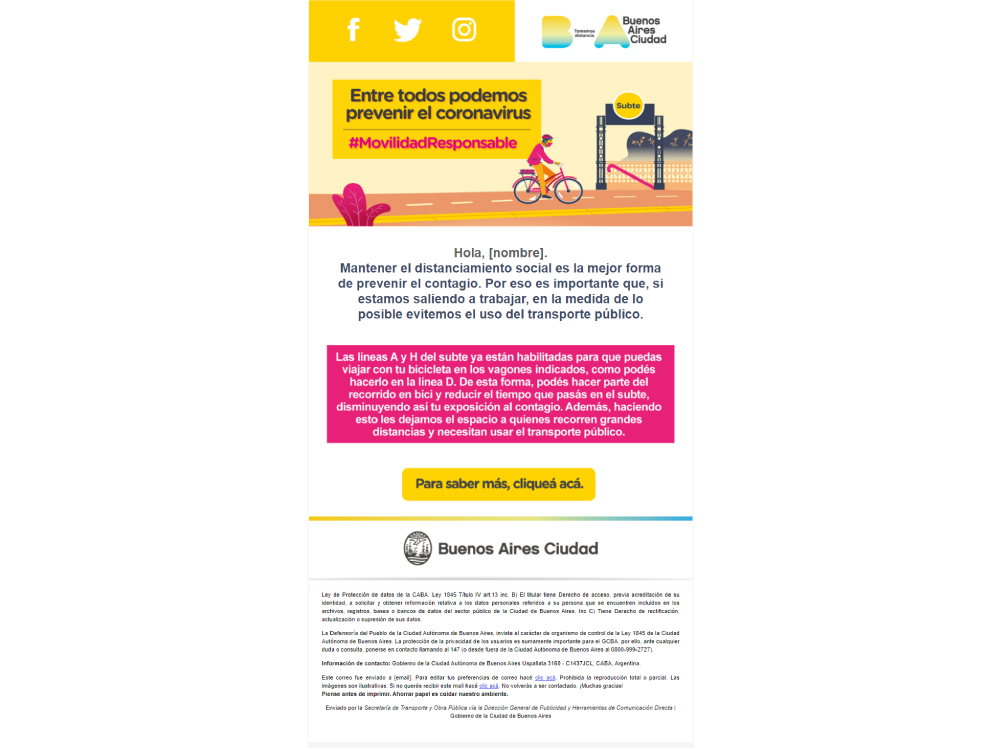 Tomemos
distancia
Buenos
Aires
Ciudad
Entre todos podemos
prevenir el coronavirus
#MovilidadResponsable
Subte
Hola, [nombre].
Mantener el distanciamiento social es la mejor forma
de prevenir el contagio. Por eso es importante que, si
estamos saliendo a trabajar, en la medida de lo
posible evitemos el uso del transporte público.
Las líneas A y H del subte ya están habilitadas para que puedas
viajar con tu bicicleta en los vagones indicados, como podés
hacerlo en la línea D. De esta forma, podés hacer parte del
recorrido en bici y reducir el tiempo que pasás en el subte,
disminuyendo así tu exposición al contagio. Además, haciendo
esto les dejamos el espacio a quienes recorren grandes
distancias y necesitan usar el transporte público.
Para saber más, cliqueá acá.
Buenos Aires Ciudad
Ley de Protección de datos de la CABA. Ley 1845 Título IV art.13 inc. B) El titular tiene Derecho de acceso, previa acreditación de su
identidad, a solicitar y obtener información relativa a los datos personales referidos a su persona que se encuentren incluidos en los
archivos, registros, bases o bancos de datos del sector público de la Ciudad de Buenos Aires. Inc C) Tiene Derecho de rectificación,
actualización o supresión de sus datos.
La Defensoría del Pueblo de la Ciudad Autónoma de Buenos Aires, inviste el carácter de organismo de control de la Ley 1845 de la Ciudad
Autónoma de Buenos Aires. La protección de la privacidad de los usuarios es sumamente importante para el GCBA, por ello, ante cualquier
duda o consulta, ponerse en contacto llamando al 147 (o desde fuera de la Ciudad Autónoma de Buenos Aires al 0800-999-2727).
Información de contacto: Gobierno de la Ciudad Autónoma de Buenos Aires Uspallata 3160 - C1437JCL, CABA, Argentina.
Este correo fue enviado a [email]. Para editar tus preferencias de correo hacé clic acá. Prohibida la reproducción total o parcial. Las
imágenes son ilustrativas. Si no querés recibir este mail hacé clic acá. No volverás a ser contactado. ¡Muchas gracias!
Piense antes de imprimir. Ahorrar papel es cuidar nuestro ambiente.
Enviado por la Secretaría de Transporte y Obra Pública vía la Dirección General de Publicidad y Herramientas de Comunicación Directa |
Gobierno de la Ciudad de Buenos Aires